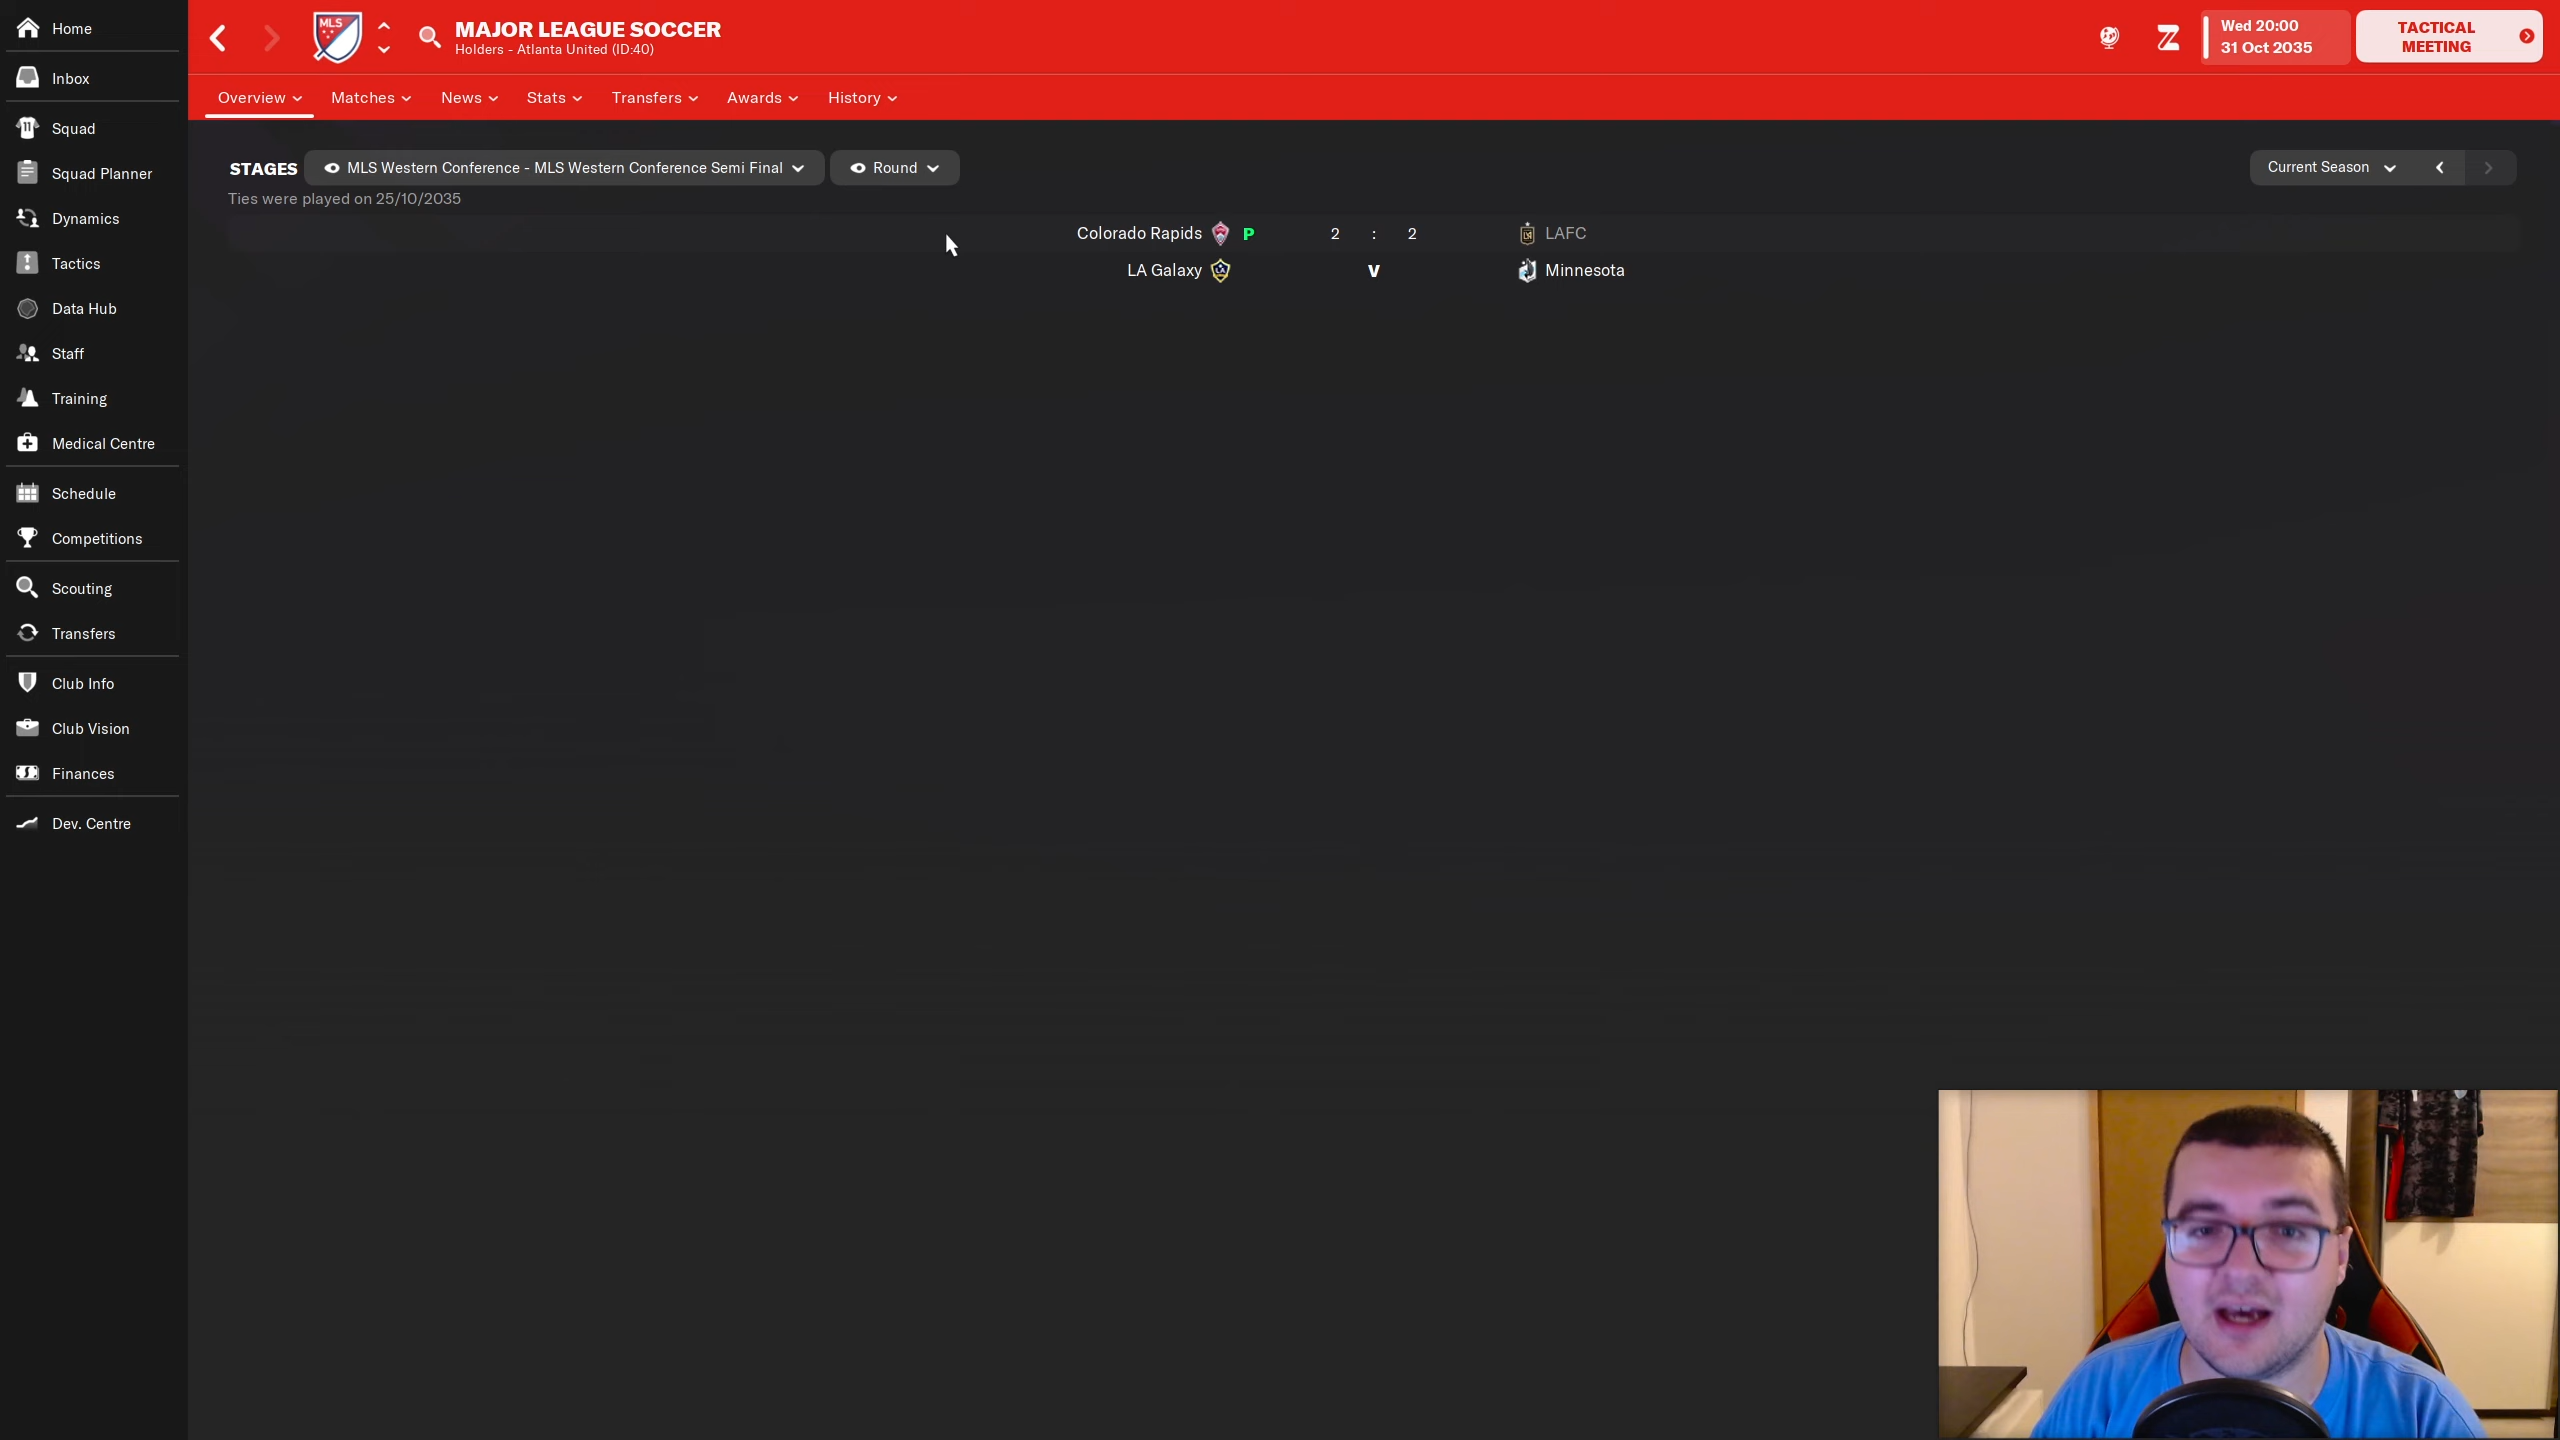 Home
Inbox
Squad
Squad Planner
Dynamics
Tactics
Data Hub
Staff
Training
Medical Centre
Schedule
Competitions
Scouting
Transfers
Club Info
Club Vision
Finances
Dev. Centre
MLS
MAJOR LEAGUE SOCCER
Holders - Atlanta United (ID:40)
Wed 20:00
31 Oct 2035
TACTICAL
MEETING
Overview Matches News Stats Transfers Awards History
STAGES MLS Western Conference - MLS Western Conference Semi Final Round Current Season
Ties were played on 25/10/2035
Colorado Rapids P 2 : 2 LAFC
LA Galaxy V Minnesota